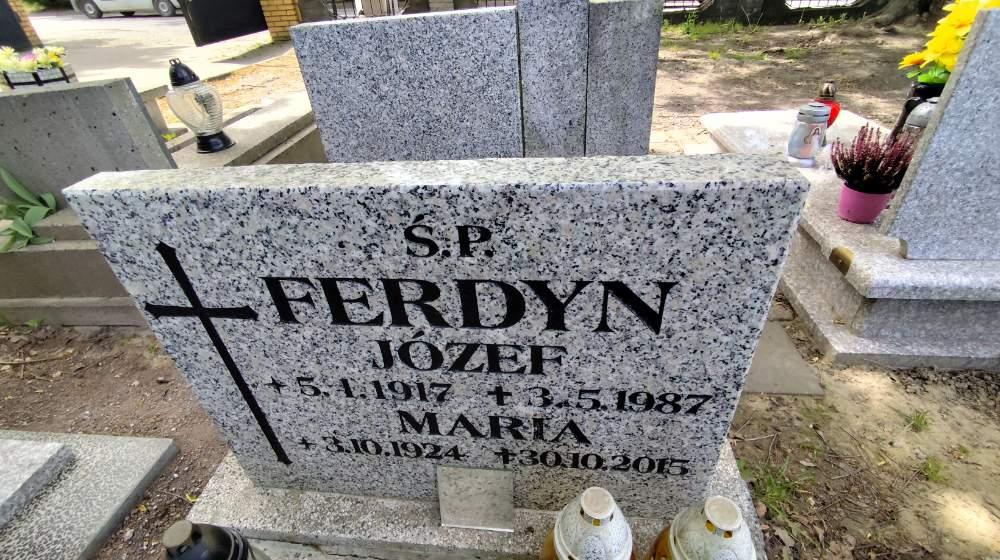 Ś.P.
FERDYN
JÓZEF
+ 5.1.1917 ✝ 3.5.1987
MARIA
+ 3.10.1924 ✝ 30.10.2015